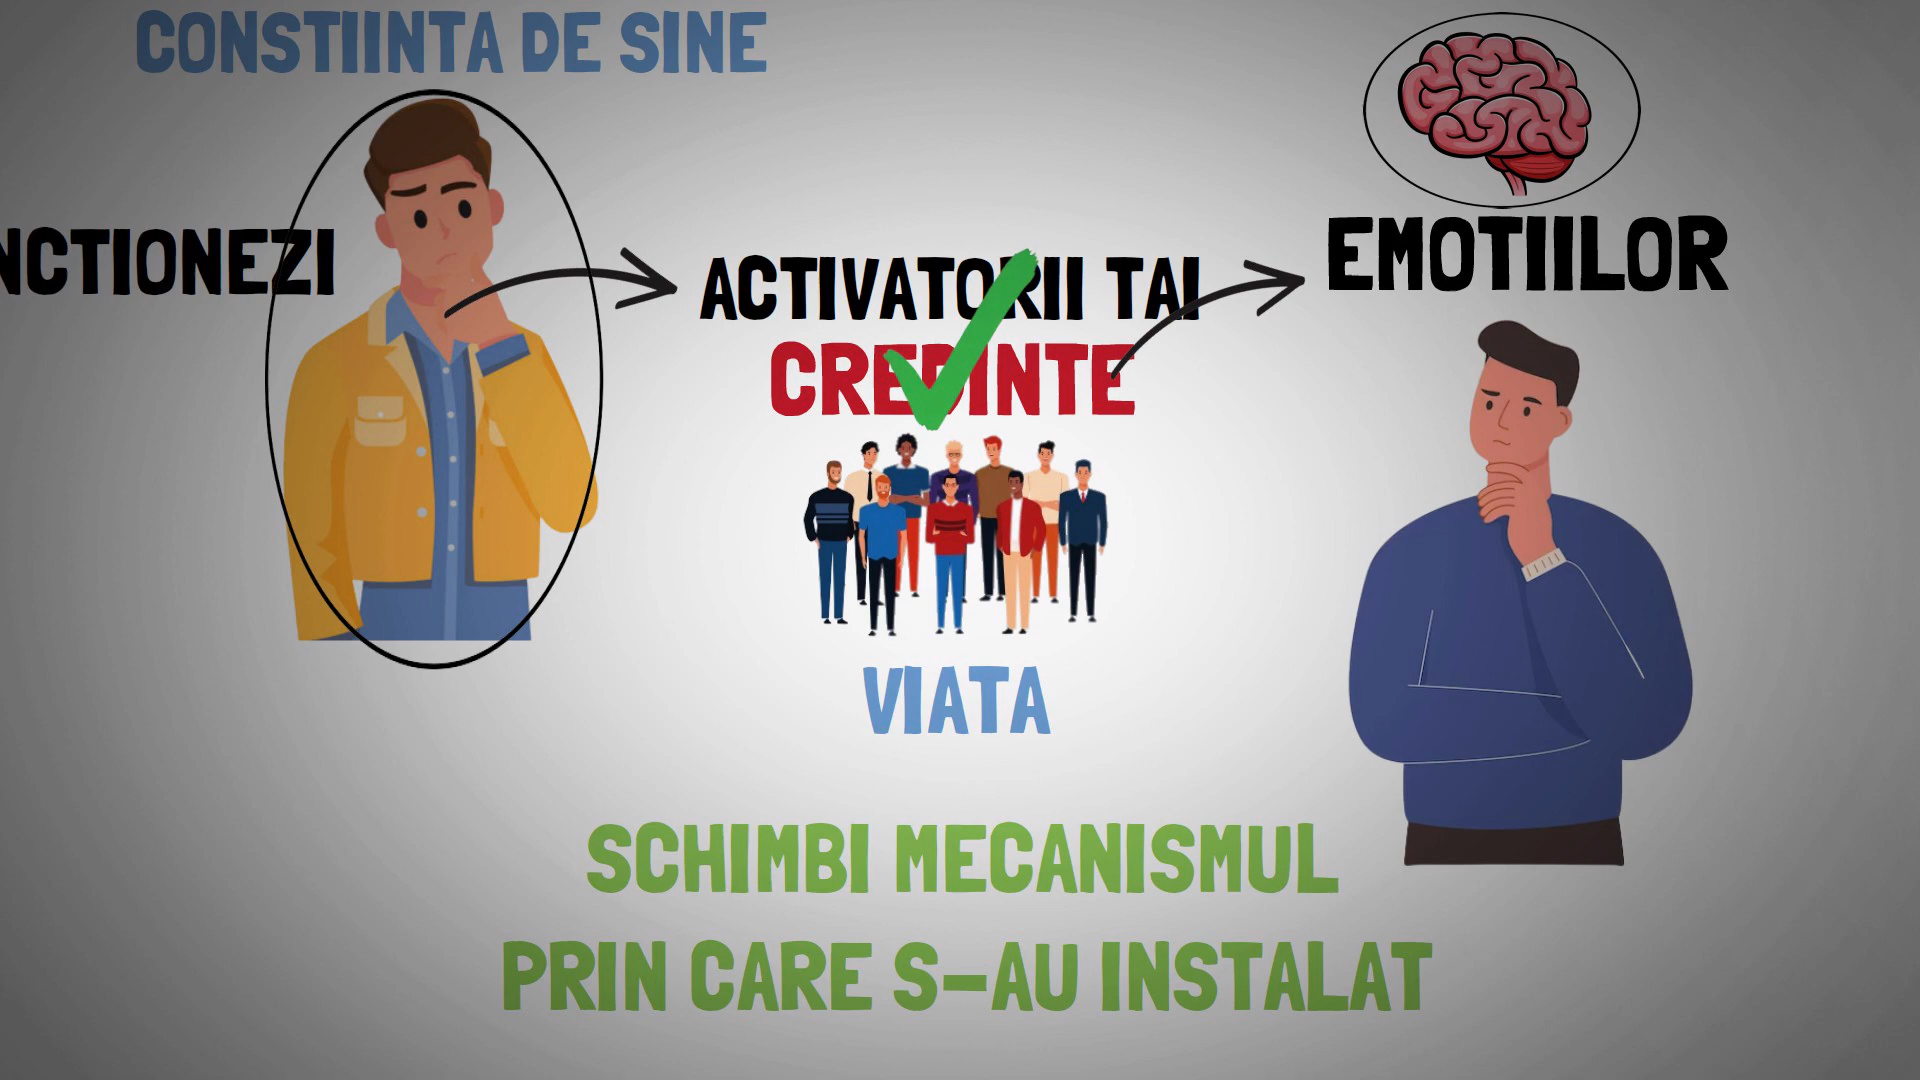 CONSTIINTA DE SINE
NCTIONEZI
ACTIVATORII TAI
CREDINTE
EMOTIILOR
VIATA
SCHIMBI MECANISMUL
PRIN CARE S-AU INSTALAT